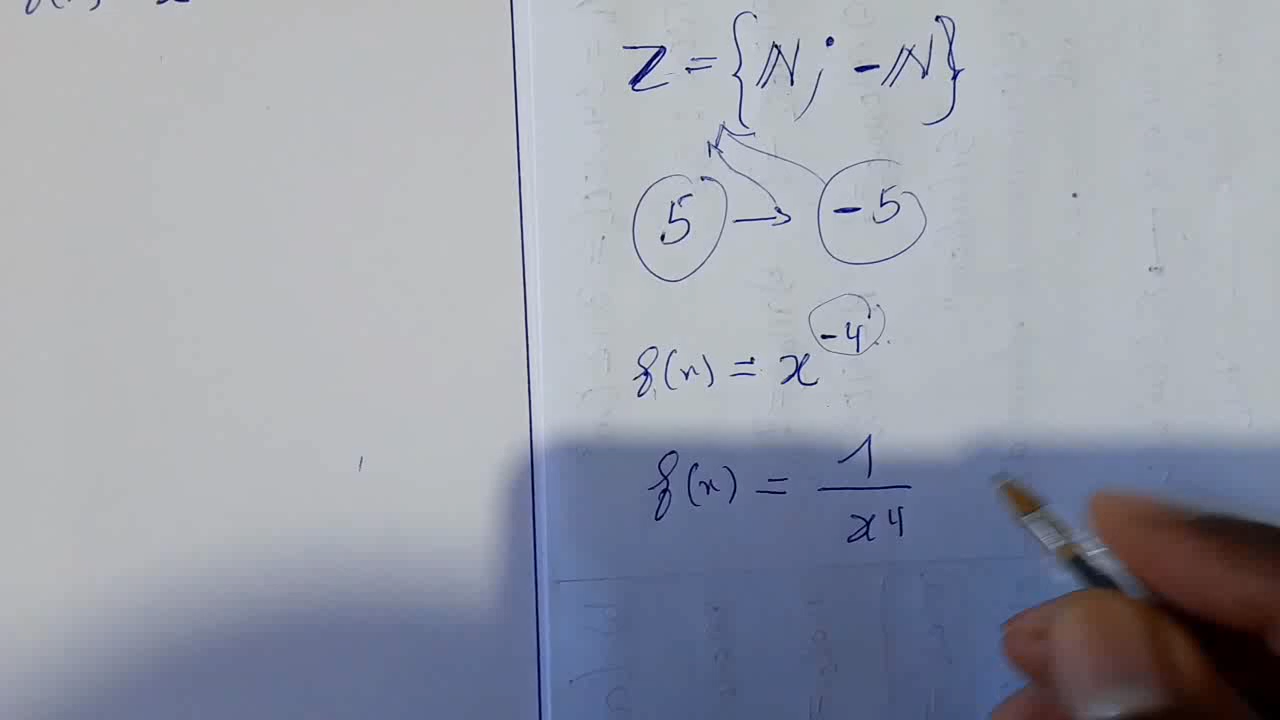 Z = {ℕ; -ℕ}
5 → -5
f(x) = x⁻⁴
f(x) = 1/x⁴